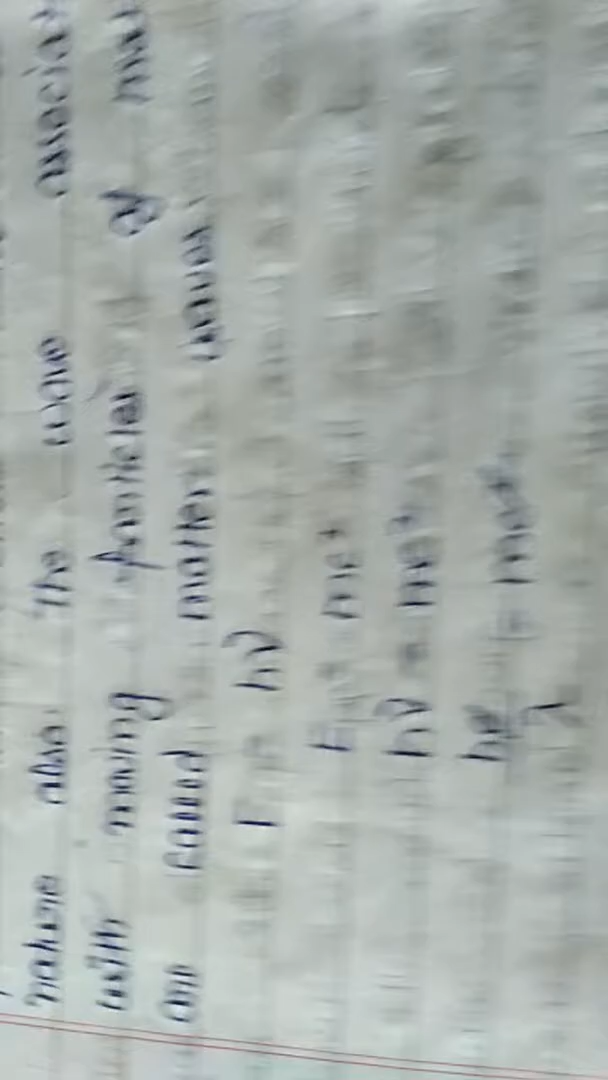 nature also the wave associat
with moving particles of mat
are called matter waves.
E = hν
E = mc²
hν = mc²
hc/λ = mc²